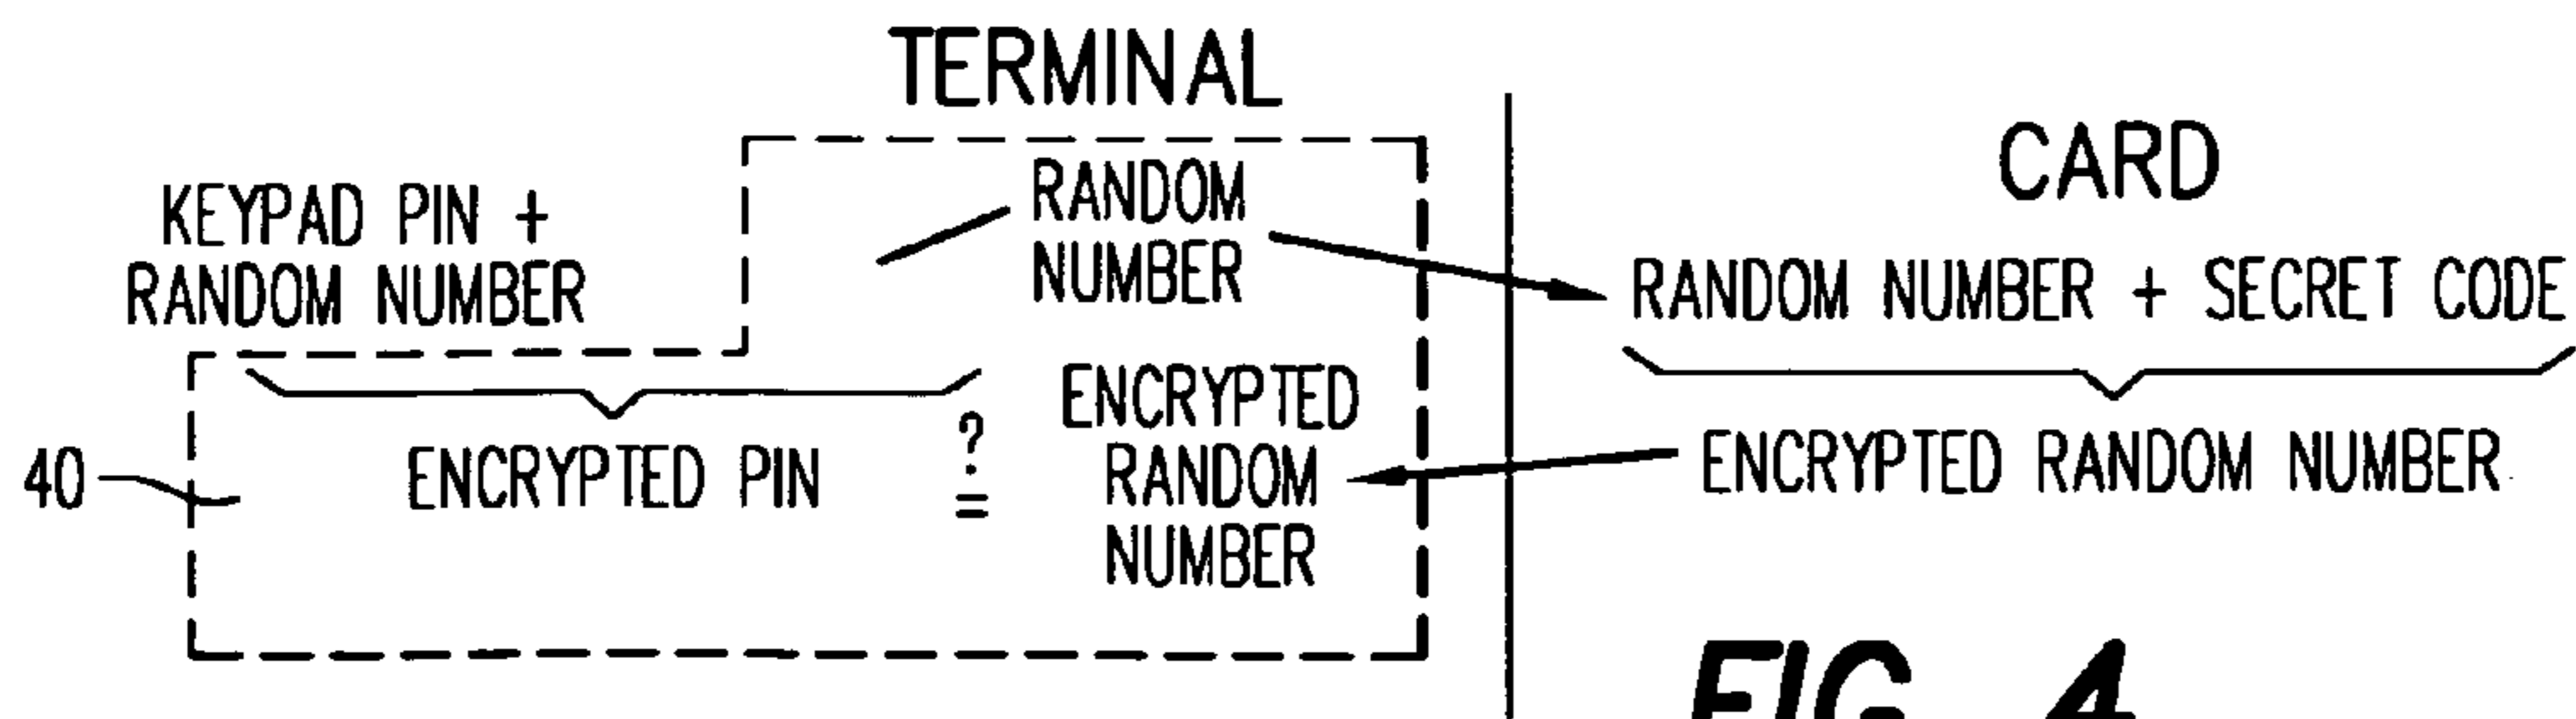 TERMINAL
KEYPAD PIN +
RANDOM NUMBER
RANDOM
NUMBER
40
ENCRYPTED PIN
?
=
ENCRYPTED
RANDOM
NUMBER
CARD
RANDOM NUMBER + SECRET CODE
ENCRYPTED RANDOM NUMBER
FIG. 4